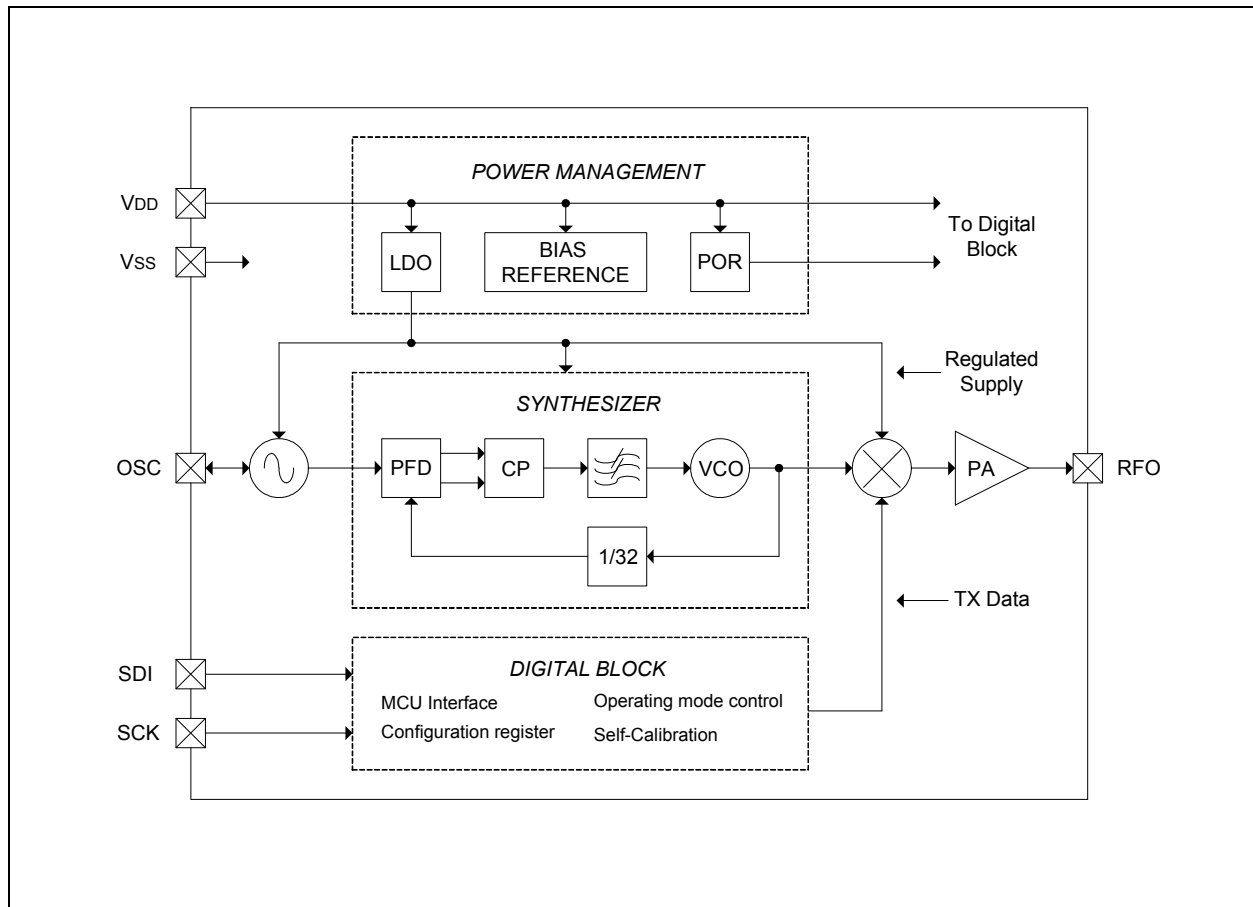 POWER MANAGEMENT
VDD
To Digital
Block
VSS
LDO
BIAS
REFERENCE
POR
Regulated
Supply
SYNTHESIZER
OSC
PFD
CP
VCO
PA
RFO
1/32
TX Data
SDI
DIGITAL BLOCK
MCU Interface
Operating mode control
SCK
Configuration register
Self-Calibration